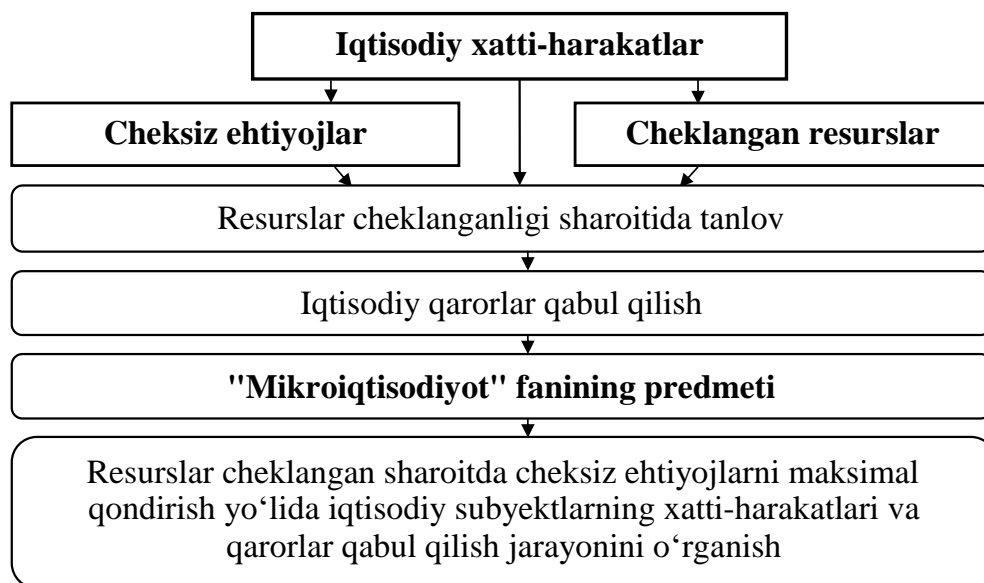 Iqtisodiy xatti-harakatlar
Cheksiz ehtiyojlar
Cheklangan resurslar
Resurslar cheklanganligi sharoitida tanlov
Iqtisodiy qarorlar qabul qilish
"Mikroiqtisodiyot" fanining predmeti
Resurslar cheklangan sharoitda cheksiz ehtiyojlarni maksimal
qondirish yo‘lida iqtisodiy subyektlarning xatti-harakatlari va
qarorlar qabul qilish jarayonini o‘rganish